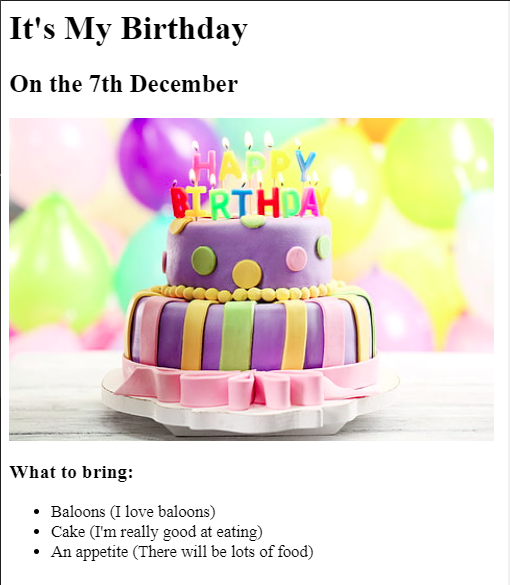 It's My Birthday
On the 7th December
HAPPY
BIRTHDAY
What to bring:
Baloons (I love baloons)
Cake (I'm really good at eating)
An appetite (There will be lots of food)